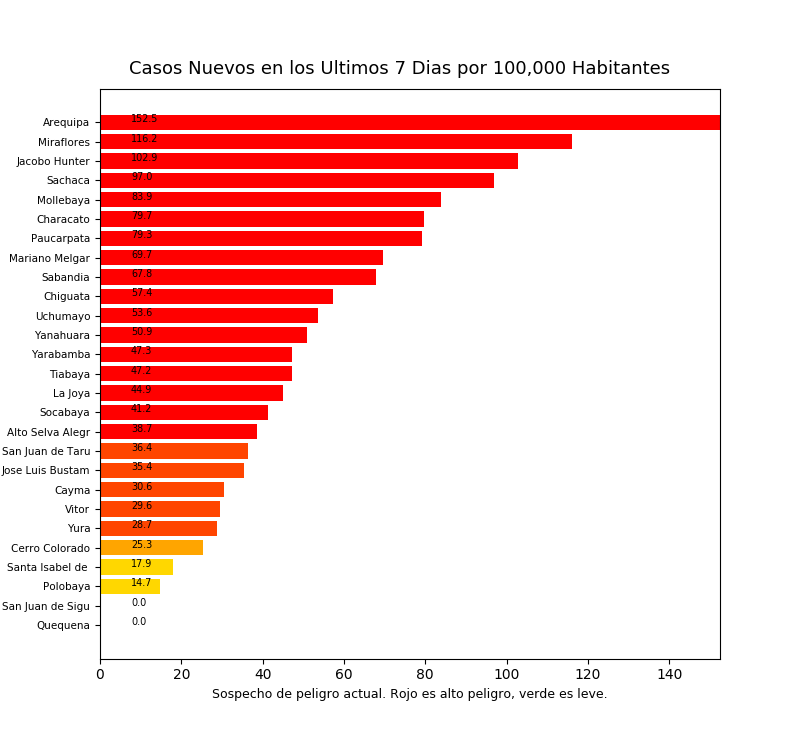 Casos Nuevos en los Ultimos 7 Dias por 100,000 Habitantes
Arequipa 152.5
Miraflores 116.2
Jacobo Hunter 102.9
Sachaca 97.0
Mollebaya 83.9
Characato 79.7
Paucarpata 79.3
Mariano Melgar 69.7
Sabandia 67.8
Chiguata 57.4
Uchumayo 53.6
Yanahuara 50.9
Yarabamba 47.3
Tiabaya 47.2
La Joya 44.9
Socabaya 41.2
Alto Selva Alegr 38.7
San Juan de Taru 36.4
Jose Luis Bustam 35.4
Cayma 30.6
Vitor 29.6
Yura 28.7
Cerro Colorado 25.3
Santa Isabel de 17.9
Polobaya 14.7
San Juan de Sigu 0.0
Quequena 0.0
0 20 40 60 80 100 120 140
Sospecho de peligro actual. Rojo es alto peligro, verde es leve.